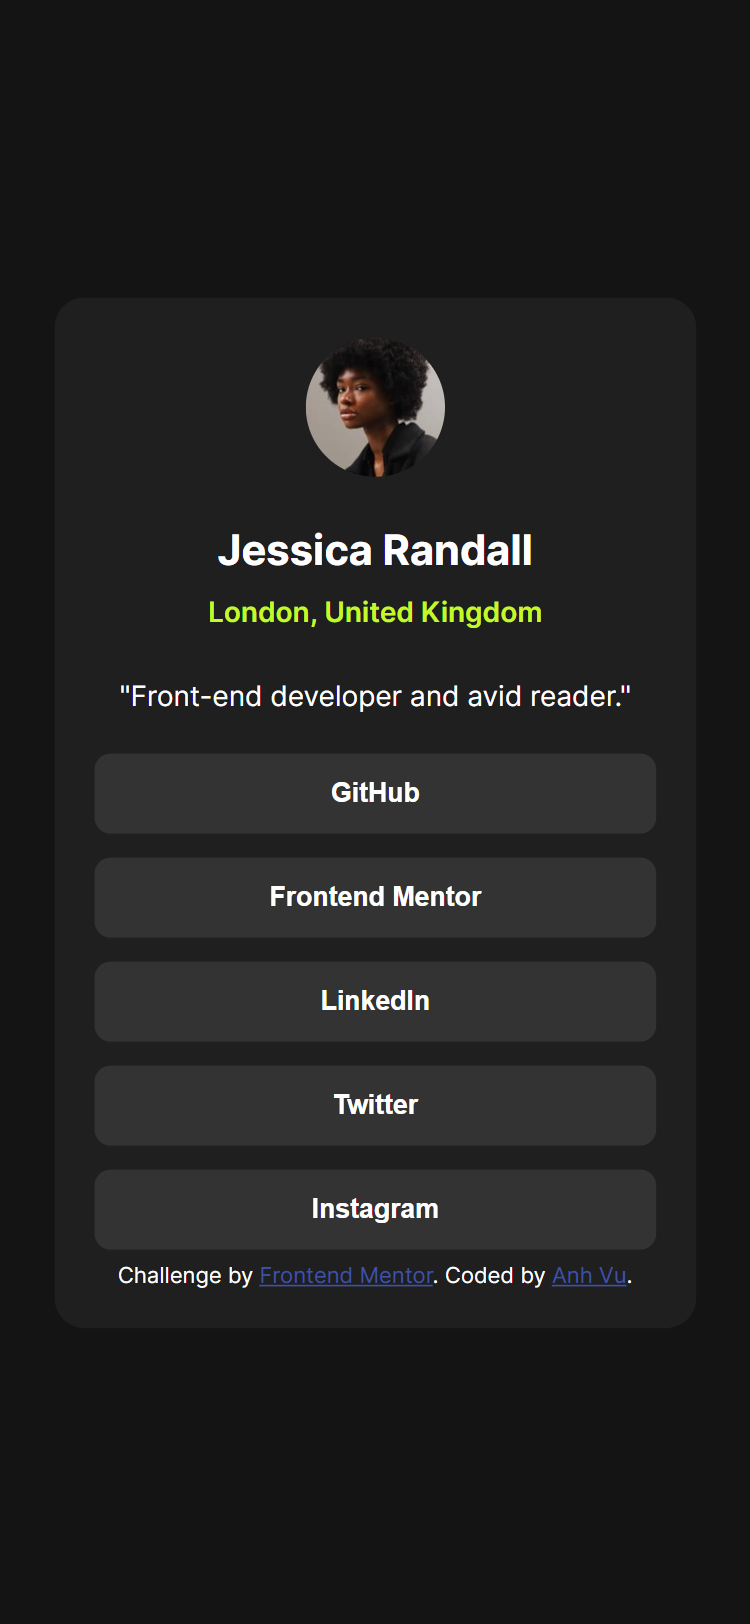 Jessica Randall
London, United Kingdom
"Front-end developer and avid reader."
GitHub
Frontend Mentor
LinkedIn
Twitter
Instagram
Challenge by Frontend Mentor. Coded by Anh Vu.